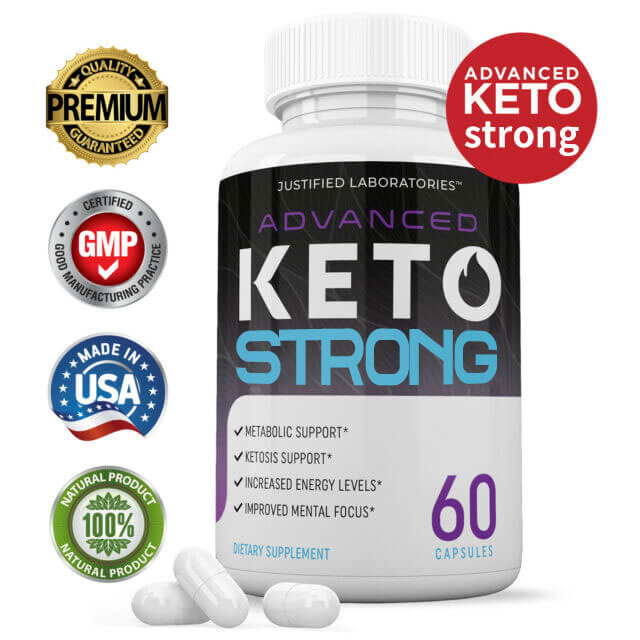 QUALITY
PREMIUM
GUARANTEED
CERTIFIED
GMP
GOOD MANUFACTURING PRACTICE
MADE IN
USA
NATURAL PRODUCT
100%
NATURAL PRODUCT
JUSTIFIED LABORATORIES™
ADVANCED
KETO
STRONG
✓ METABOLIC SUPPORT*
✓ KETOSIS SUPPORT*
✓ INCREASED ENERGY LEVELS*
✓ IMPROVED MENTAL FOCUS*
DIETARY SUPPLEMENT
60
CAPSULES
ADVANCED
KETO
strong